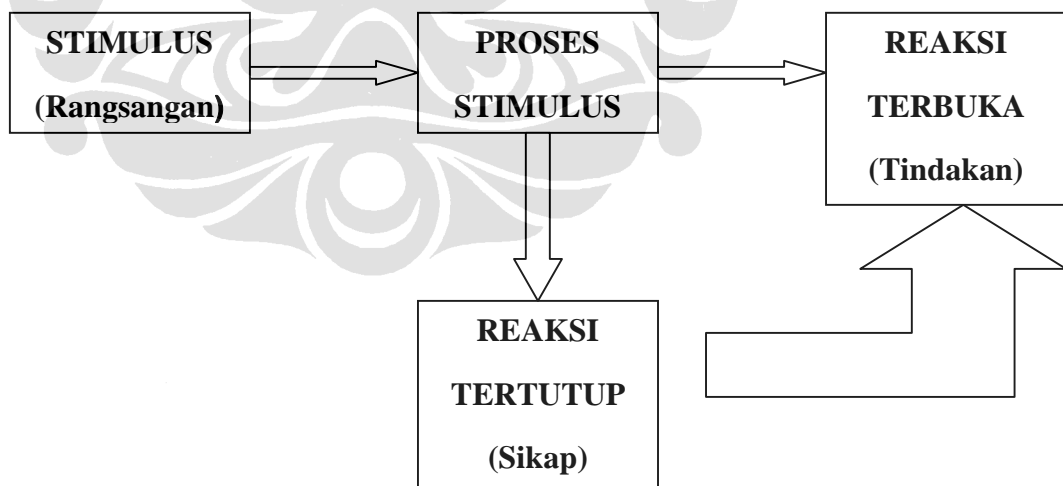 STIMULUS
(Rangsangan)
PROSES
STIMULUS
REAKSI
TERBUKA
(Tindakan)
REAKSI
TERTUTUP
(Sikap)